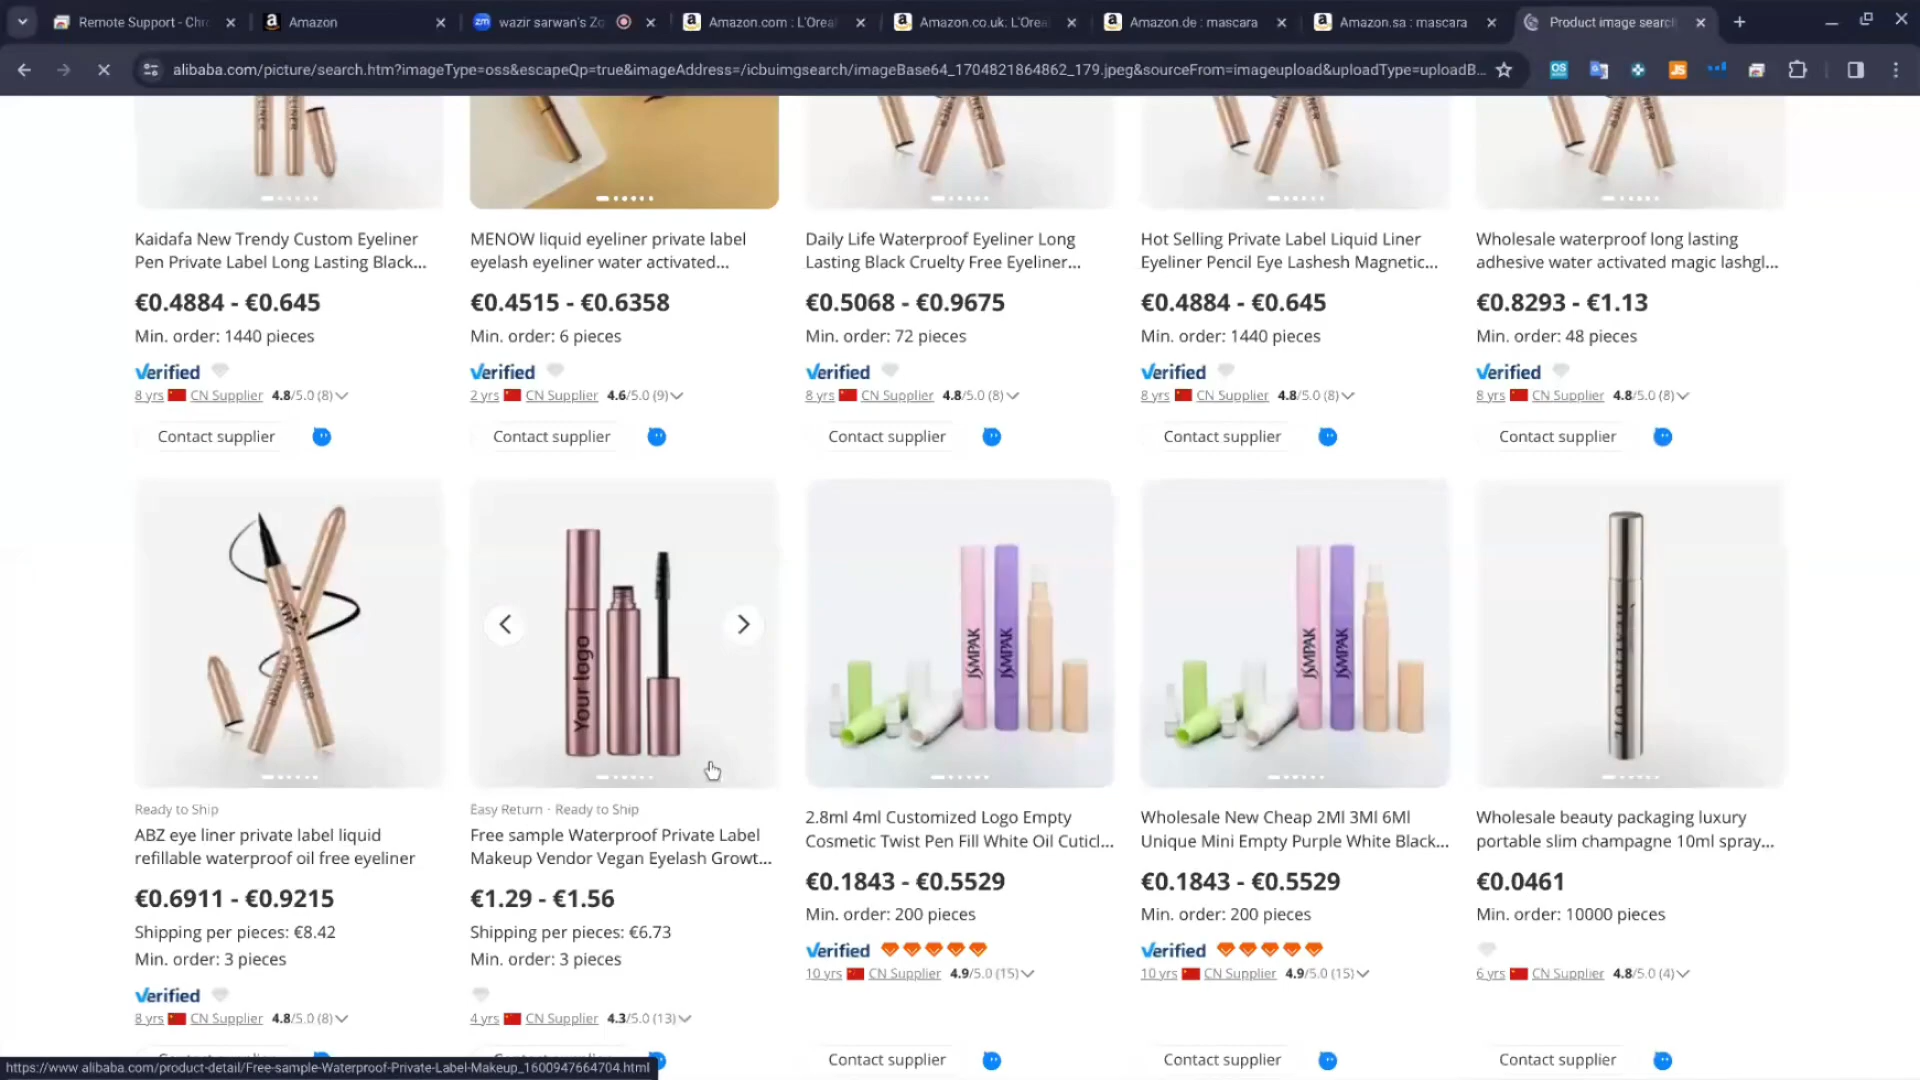 Remote Support - Chr
Amazon
wazir sarwan's Zo
Amazon.com : L'Orea
Amazon.co.uk: L'Orea
Amazon.de : mascara
Amazon.sa : mascara
Product image search
alibaba.com/picture/search.htm?imageType=oss&escapeQp=true&imageAddress=/icbuimgsearch/imageBase64_1704821864862_179.jpeg&sourceFrom=imageupload&uploadType=uploadB...
Kaidafa New Trendy Custom Eyeliner
Pen Private Label Long Lasting Black...
€0.4884 - €0.645
Min. order: 1440 pieces
Verified
8 yrs CN Supplier 4.8/5.0 (8)
Contact supplier
MENOW liquid eyeliner private label
eyelash eyeliner water activated...
€0.4515 - €0.6358
Min. order: 6 pieces
Verified
2 yrs CN Supplier 4.6/5.0 (9)
Contact supplier
Daily Life Waterproof Eyeliner Long
Lasting Black Cruelty Free Eyeliner...
€0.5068 - €0.9675
Min. order: 72 pieces
Verified
8 yrs CN Supplier 4.8/5.0 (8)
Contact supplier
Hot Selling Private Label Liquid Liner
Eyeliner Pencil Eye Lashesh Magnetic...
€0.4884 - €0.645
Min. order: 1440 pieces
Verified
8 yrs CN Supplier 4.8/5.0 (8)
Contact supplier
Wholesale waterproof long lasting
adhesive water activated magic lashgl...
€0.8293 - €1.13
Min. order: 48 pieces
Verified
8 yrs CN Supplier 4.8/5.0 (8)
Contact supplier
ABZ EYELINER
EYELINER
Ready to Ship
ABZ eye liner private label liquid
refillable waterproof oil free eyeliner
€0.6911 - €0.9215
Shipping per pieces: €8.42
Min. order: 3 pieces
Verified
8 yrs CN Supplier 4.8/5.0 (8)
Your logo
Easy Return · Ready to Ship
Free sample Waterproof Private Label
Makeup Vendor Vegan Eyelash Growt...
€1.29 - €1.56
Shipping per pieces: €6.73
Min. order: 3 pieces
4 yrs CN Supplier 4.3/5.0 (13)
JSMPAK
JSMPAK
2.8ml 4ml Customized Logo Empty
Cosmetic Twist Pen Fill White Oil Cuticl...
€0.1843 - €0.5529
Min. order: 200 pieces
Verified
10 yrs CN Supplier 4.9/5.0 (15)
Contact supplier
JSMPAK
JSMPAK
Wholesale New Cheap 2Ml 3Ml 6Ml
Unique Mini Empty Purple White Black...
€0.1843 - €0.5529
Min. order: 200 pieces
Verified
10 yrs CN Supplier 4.9/5.0 (15)
Contact supplier
Wholesale beauty packaging luxury
portable slim champagne 10ml spray...
€0.0461
Min. order: 10000 pieces
6 yrs CN Supplier 4.8/5.0 (4)
Contact supplier
https://www.alibaba.com/product-detail/Free-sample-Waterproof-Private-Label-Makeup_1600947664704.html